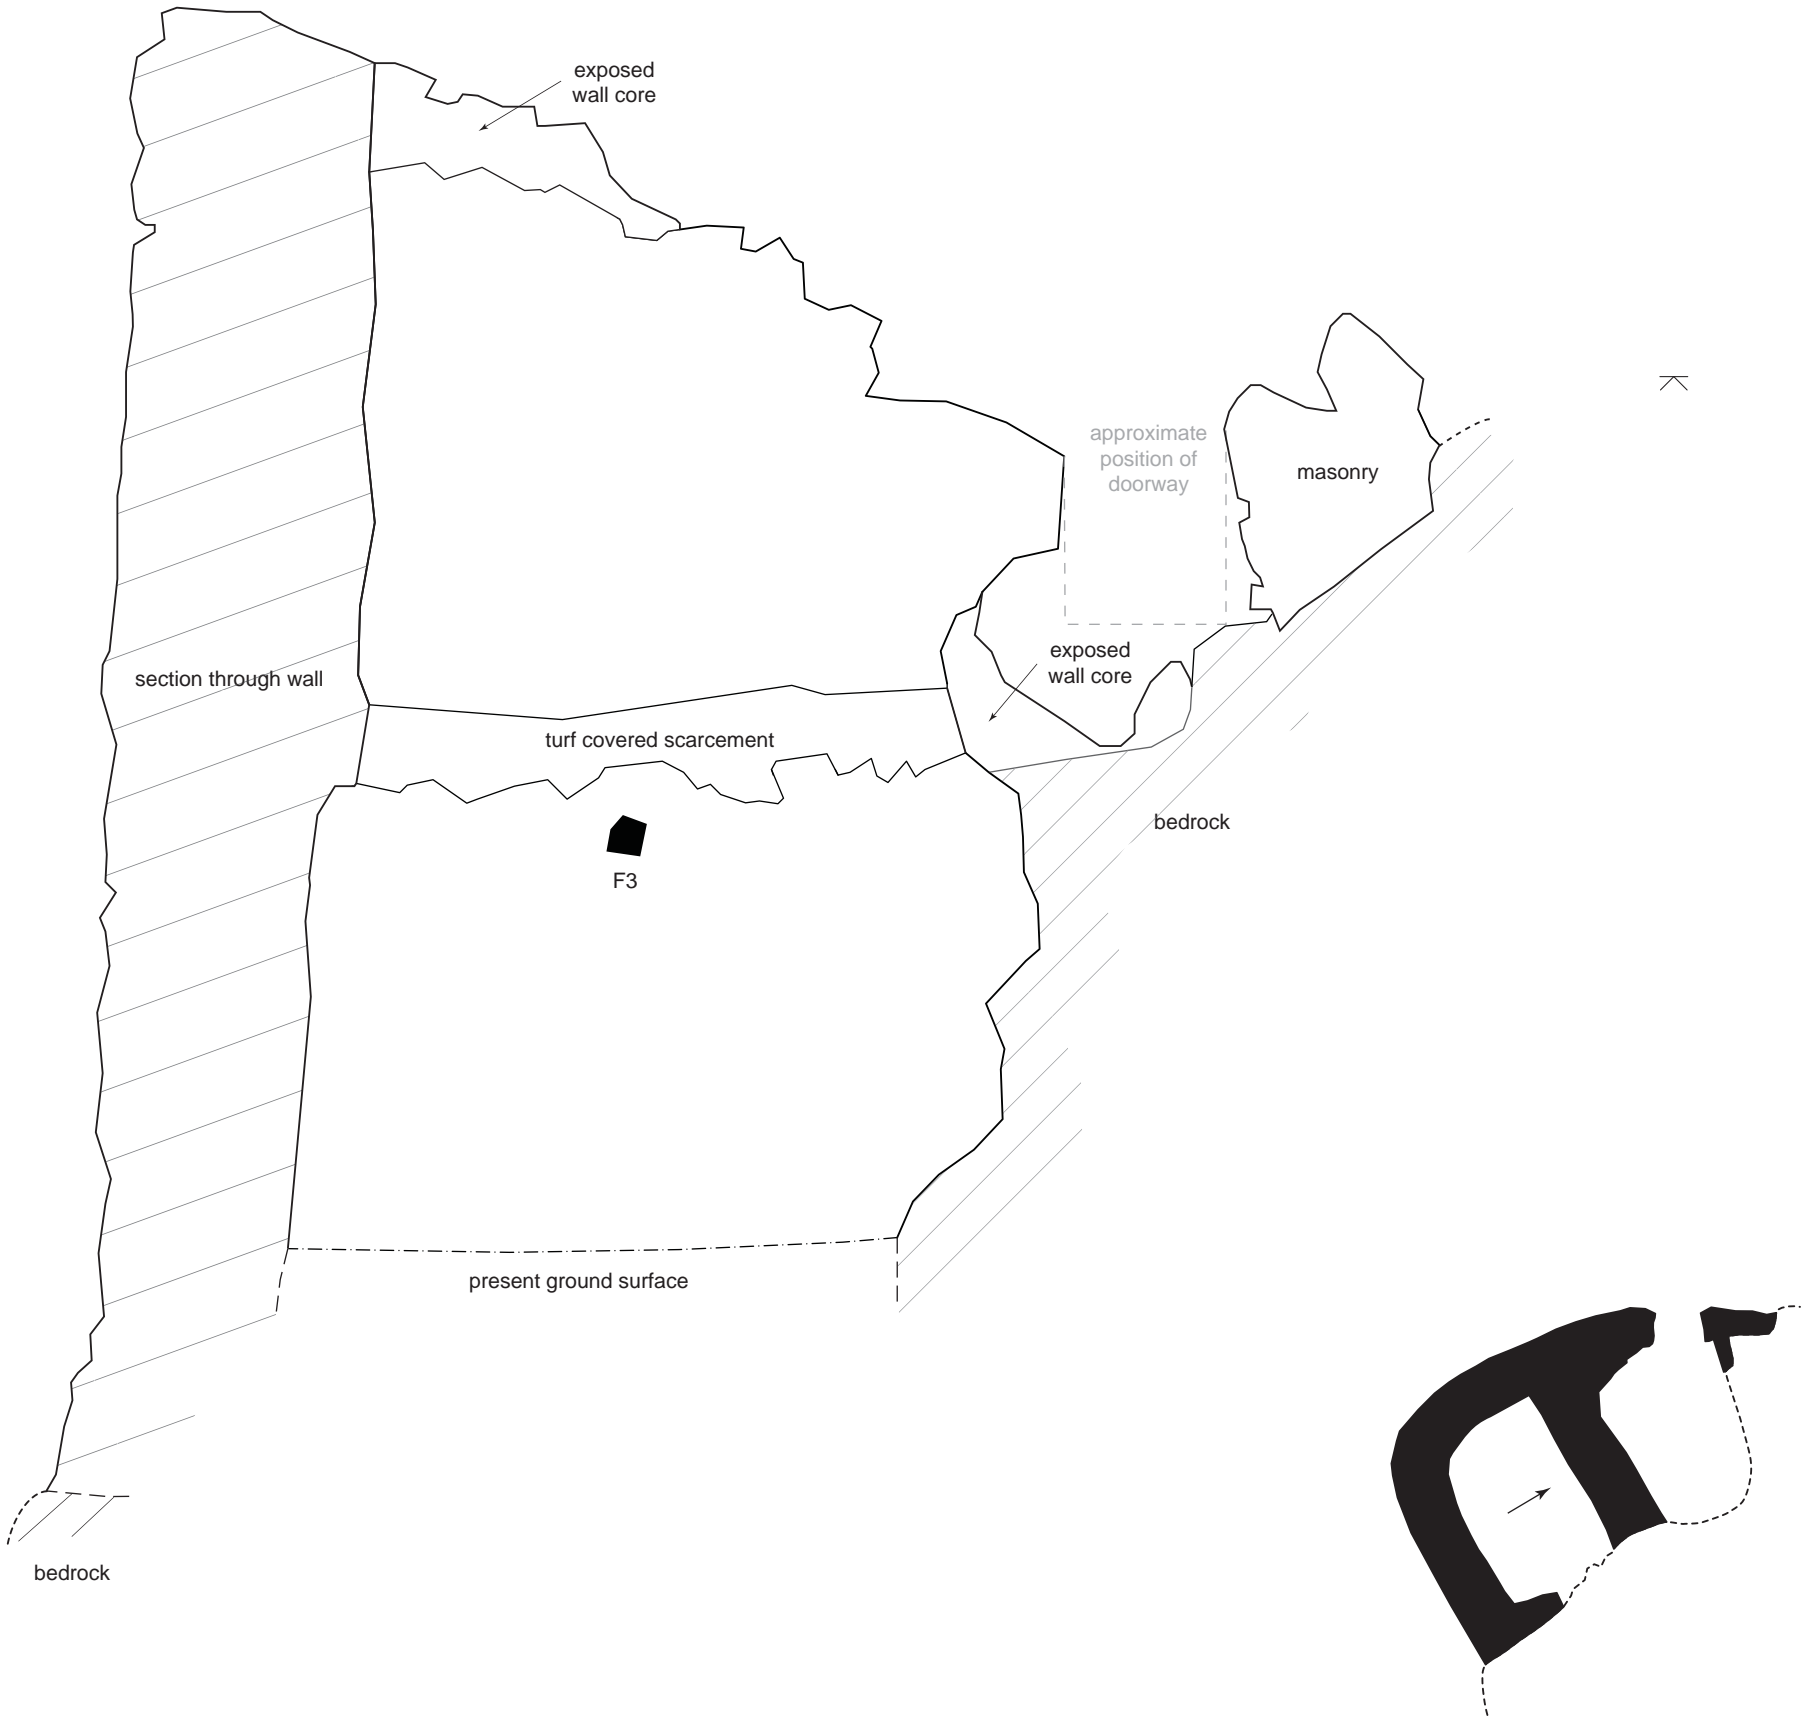 exposed
wall core
approximate
position of
doorway
masonry
exposed
wall core
section through wall
turf covered scarcement
bedrock
F3
present ground surface
bedrock